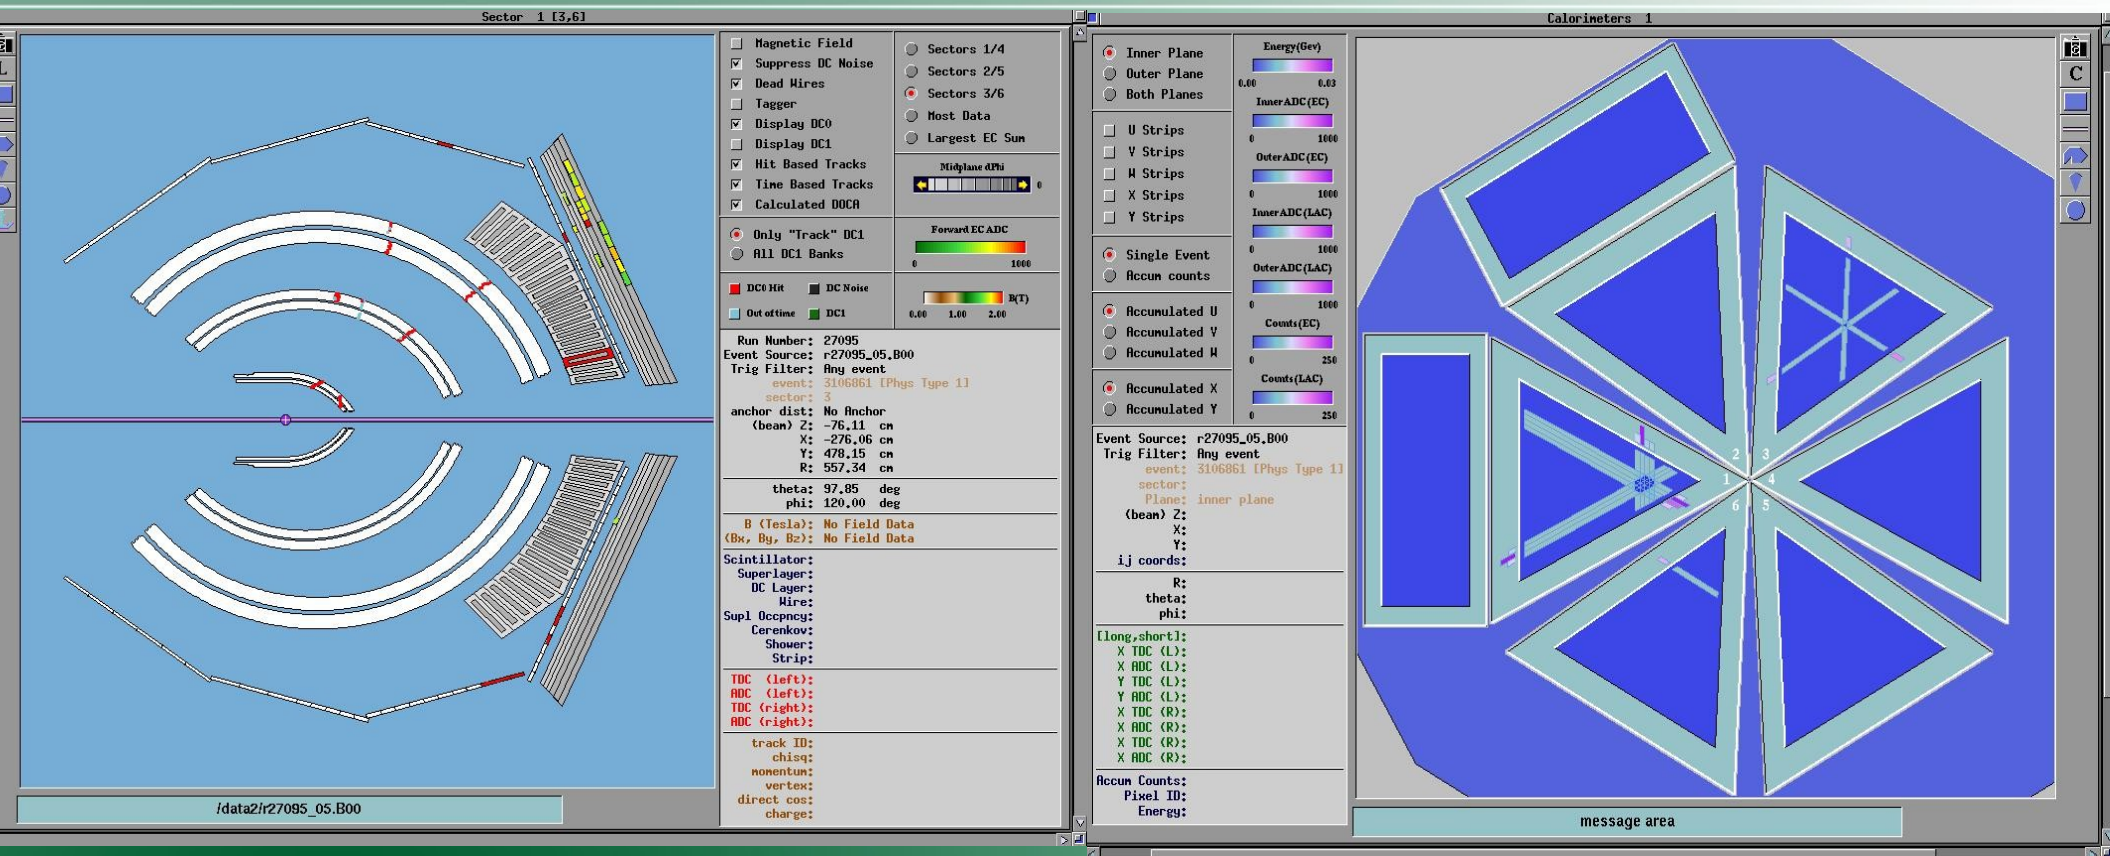 Sector 1 [3,6]
Magnetic Field
Suppress DC Noise
Dead Wires
Tagger
Display DC0
Display DC1
Hit Based Tracks
Time Based Tracks
Calculated DOCA
Sectors 1/4
Sectors 2/5
Sectors 3/6
Most Data
Largest EC Sum
Midplane dPhi
0
Only "Track" DC1
All DC1 Banks
Forward EC ADC
0 1000
DC0 Hit DC Noise
Out of time DC1
B(T)
0.00 1.00 2.00
Run Number: 27095
Event Source: r27095_05.B00
Trig Filter: Any event
event: 3106861 [Phys Type 1]
sector: 3
anchor dist: No Anchor
(beam) Z: -76.11 cm
X: -276.06 cm
Y: 478.15 cm
R: 557.34 cm
theta: 97.85 deg
phi: 120.00 deg
B (Tesla): No Field Data
(Bx, By, Bz): No Field Data
Scintillator:
Superlayer:
DC Layer:
Wire:
Supl Occpncy:
Cerenkov:
Shower:
Strip:
TDC (left):
ADC (left):
TDC (right):
ADC (right):
track ID:
chisq:
momentum:
vertex:
direct cos:
charge:
/data2/r27095_05.B00
L
Calorimeters 1
Inner Plane
Outer Plane
Both Planes
U Strips
V Strips
W Strips
X Strips
Y Strips
Single Event
Accum counts
Accumulated U
Accumulated V
Accumulated W
Accumulated X
Accumulated Y
Energy(Gev)
0.00 0.03
InnerADC(EC)
0 1000
OuterADC(EC)
0 1000
InnerADC(LAC)
0 1000
OuterADC(LAC)
0 1000
Counts(EC)
0 250
Counts(LAC)
0 250
Event Source: r27095_05.B00
Trig Filter: Any event
event: 3106861 [Phys Type 1]
sector:
Plane: inner plane
(beam) Z:
X:
Y:
ij coords:
R:
theta:
phi:
[long,short]:
X TDC (L):
X ADC (L):
Y TDC (L):
Y ADC (L):
X TDC (R):
X ADC (R):
X TDC (R):
X ADC (R):
Accum Counts:
Pixel ID:
Energy:
2 3
1 4
6 5
message area
C